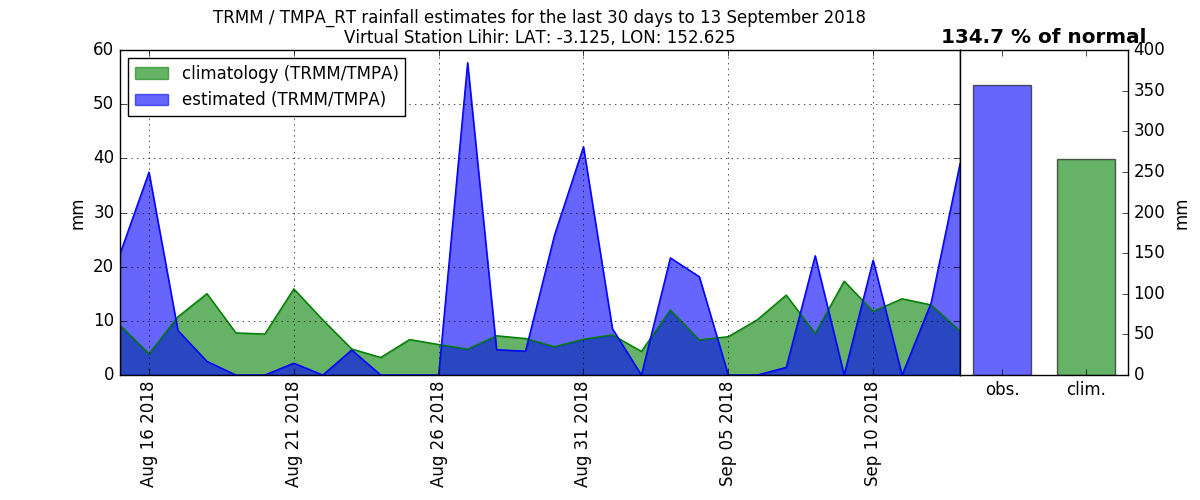 TRMM / TMPA_RT rainfall estimates for the last 30 days to 13 September 2018
Virtual Station Lihir: LAT: -3.125, LON: 152.625
134.7 % of normal
climatology (TRMM/TMPA)
estimated (TRMM/TMPA)
60
50
40
30
20
10
0
mm
Aug 16 2018
Aug 21 2018
Aug 26 2018
Aug 31 2018
Sep 05 2018
Sep 10 2018
obs.
clim.
400
350
300
250
200
150
100
50
0
mm